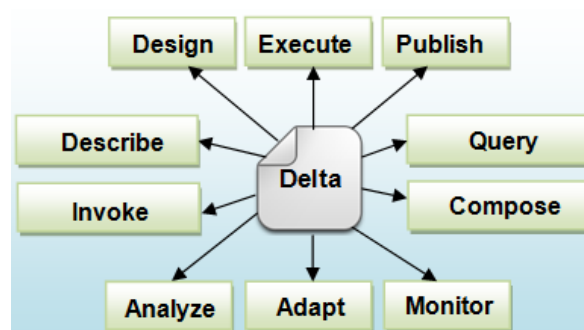 Design
Execute
Publish
Describe
Query
Delta
Invoke
Compose
Analyze
Adapt
Monitor